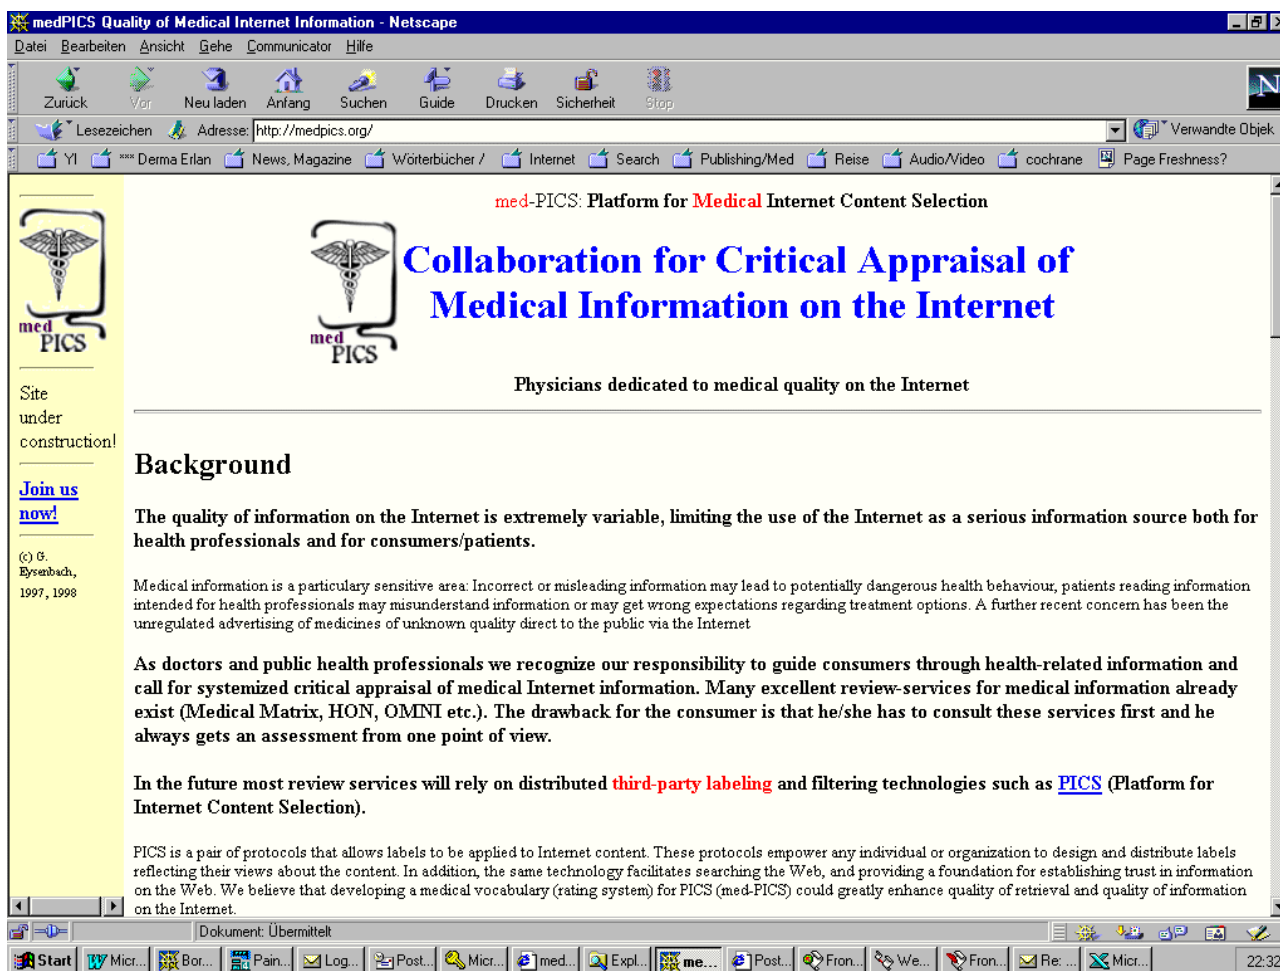 medPICS Quality of Medical Internet Information - Netscape
Datei Bearbeiten Ansicht Gehe Communicator Hilfe
Zurück Vor Neu laden Anfang Suchen Guide Drucken Sicherheit Stop
N
Lesezeichen Adresse: http://medpics.org/ Verwandte Objek
YI *** Derma Erlan News, Magazine Wörterbücher / Internet Search Publishing/Med Reise Audio/Video cochrane Page Freshness?
med
PICS
Site
under
construction!
Join us
now!
(c) G.
Eysenbach,
1997, 1998
med-PICS: Platform for Medical Internet Content Selection
med
PICS
Collaboration for Critical Appraisal of
Medical Information on the Internet
Physicians dedicated to medical quality on the Internet
Background
The quality of information on the Internet is extremely variable, limiting the use of the Internet as a serious information source both for
health professionals and for consumers/patients.
Medical information is a particulary sensitive area: Incorrect or misleading information may lead to potentially dangerous health behaviour, patients reading information
intended for health professionals may misunderstand information or may get wrong expectations regarding treatment options. A further recent concern has been the
unregulated advertising of medicines of unknown quality direct to the public via the Internet
As doctors and public health professionals we recognize our responsibility to guide consumers through health-related information and
call for systemized critical appraisal of medical Internet information. Many excellent review-services for medical information already
exist (Medical Matrix, HON, OMNI etc.). The drawback for the consumer is that he/she has to consult these services first and he
always gets an assessment from one point of view.
In the future most review services will rely on distributed third-party labeling and filtering technologies such as PICS (Platform for
Internet Content Selection).
PICS is a pair of protocols that allows labels to be applied to Internet content. These protocols empower any individual or organization to design and distribute labels
reflecting their views about the content. In addition, the same technology facilitates searching the Web, and providing a foundation for establishing trust in information
on the Web. We believe that developing a medical vocabulary (rating system) for PICS (med-PICS) could greatly enhance quality of retrieval and quality of information
on the Internet.
Dokument: Übermittelt
Start Micr... Bor... Pain... Log... Post... Micr... med... Expl... me... Post... Fron... We... Fron... Re: ... Micr... 22:32